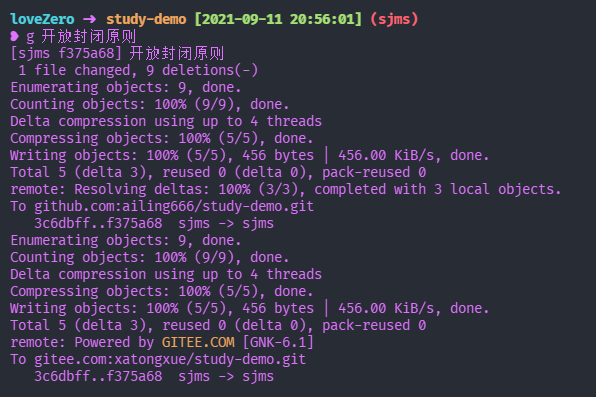 loveZero ➜ study-demo [2021-09-11 20:56:01] (sjms)
❥ g 开放封闭原则
[sjms f375a68] 开放封闭原则
 1 file changed, 9 deletions(-)
Enumerating objects: 9, done.
Counting objects: 100% (9/9), done.
Delta compression using up to 4 threads
Compressing objects: 100% (5/5), done.
Writing objects: 100% (5/5), 456 bytes | 456.00 KiB/s, done.
Total 5 (delta 3), reused 0 (delta 0), pack-reused 0
remote: Resolving deltas: 100% (3/3), completed with 3 local objects.
To github.com:ailing666/study-demo.git
   3c6dbff..f375a68  sjms -> sjms
Enumerating objects: 9, done.
Counting objects: 100% (9/9), done.
Delta compression using up to 4 threads
Compressing objects: 100% (5/5), done.
Writing objects: 100% (5/5), 456 bytes | 456.00 KiB/s, done.
Total 5 (delta 3), reused 0 (delta 0), pack-reused 0
remote: Powered by GITEE.COM [GNK-6.1]
To gitee.com:xatongxue/study-demo.git
   3c6dbff..f375a68  sjms -> sjms